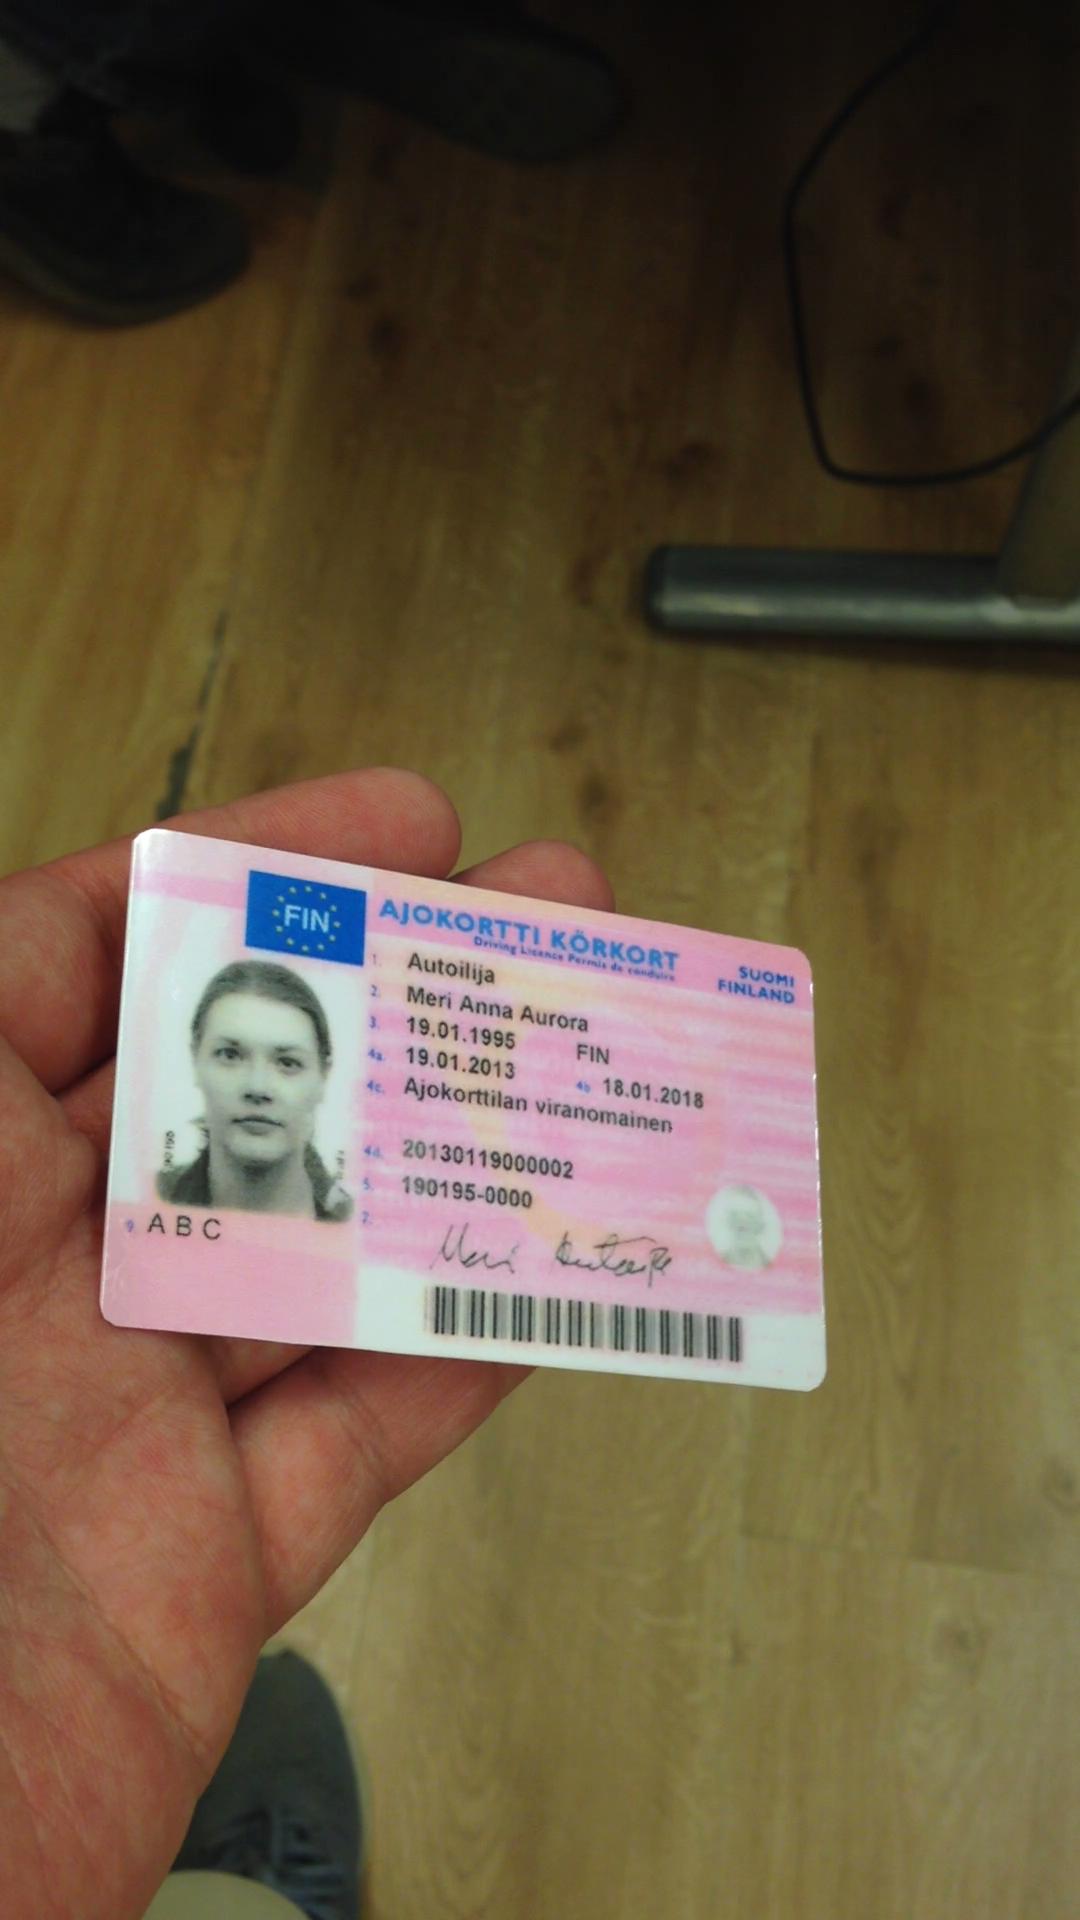 FIN
AJOKORTTI KÖRKORT
Driving Licence Permis de conduire
SUOMI
FINLAND
1. Autoilija
2. Meri Anna Aurora
3. 19.01.1995 FIN
4a. 19.01.2013 4b 18.01.2018
4c. Ajokorttilan viranomainen
4d. 20130119000002
5. 190195-0000
7. Meri Autoilija
9. A B C